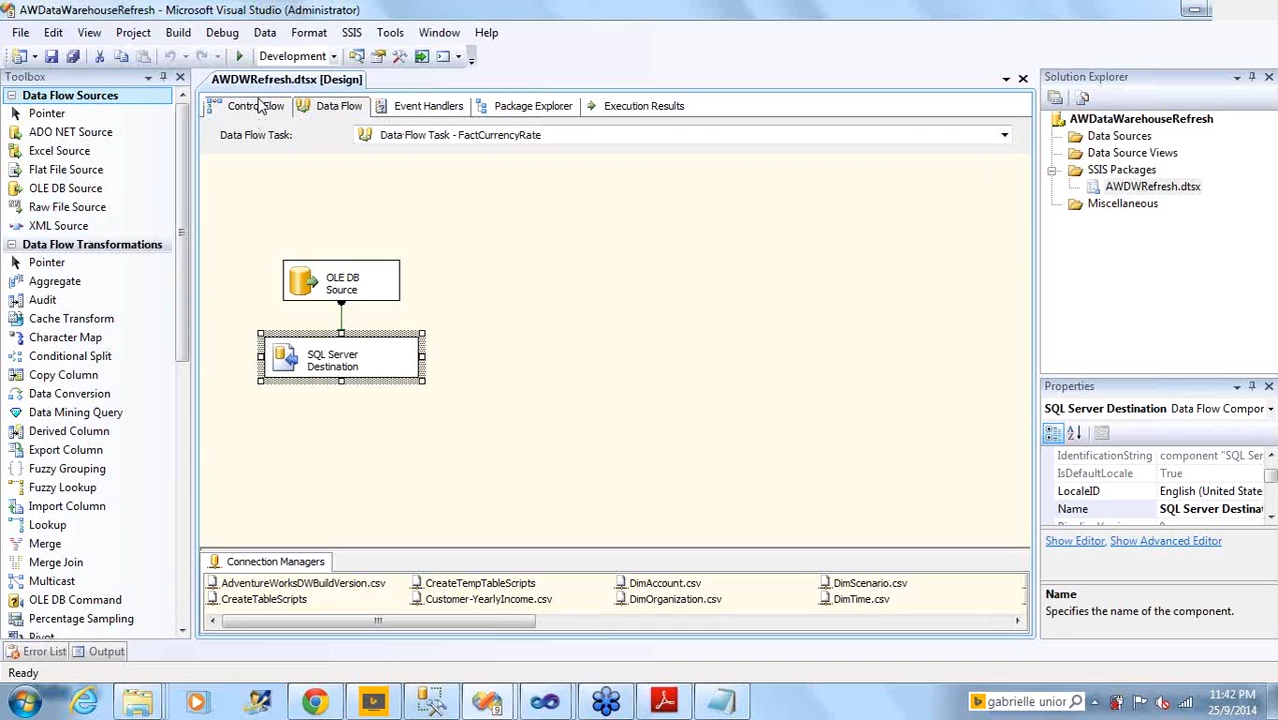 AWDataWarehouseRefresh - Microsoft Visual Studio (Administrator)
File Edit View Project Build Debug Data Format SSIS Tools Window Help
Development
Toolbox
Data Flow Sources
Pointer
ADO NET Source
Excel Source
Flat File Source
OLE DB Source
Raw File Source
XML Source
Data Flow Transformations
Pointer
Aggregate
Audit
Cache Transform
Character Map
Conditional Split
Copy Column
Data Conversion
Data Mining Query
Derived Column
Export Column
Fuzzy Grouping
Fuzzy Lookup
Import Column
Lookup
Merge
Merge Join
Multicast
OLE DB Command
Percentage Sampling
Pivot
AWDWRefresh.dtsx [Design]
Control Flow Data Flow Event Handlers Package Explorer Execution Results
Data Flow Task: Data Flow Task - FactCurrencyRate
OLE DB
Source
SQL Server
Destination
Connection Managers
AdventureWorksDWBuildVersion.csv CreateTempTableScripts DimAccount.csv DimScenario.csv
CreateTableScripts Customer-YearlyIncome.csv DimOrganization.csv DimTime.csv
Solution Explorer
AWDataWarehouseRefresh
Data Sources
Data Source Views
SSIS Packages
AWDWRefresh.dtsx
Miscellaneous
Properties
SQL Server Destination Data Flow Compor
IdentificationString component "SQL Ser
IsDefaultLocale True
LocaleID English (United State
Name SQL Server Destinat
Show Editor, Show Advanced Editor
Name
Specifies the name of the component.
Error List Output
Ready
gabrielle unior
11:42 PM
25/9/2014